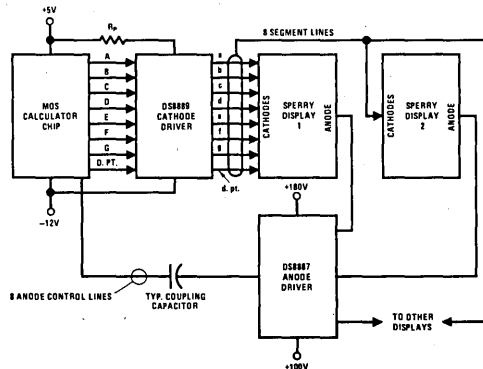 +5V
Rp
8 SEGMENT LINES
MOS
CALCULATOR
CHIP
A
B
C
D
E
F
G
D. PT.
DS8889
CATHODE
DRIVER
a
b
c
d
e
f
g
d. pt.
CATHODES
SPERRY
DISPLAY
1
ANODE
CATHODES
SPERRY
DISPLAY
2
ANODE
-12V
+180V
DS8887
ANODE
DRIVER
8 ANODE CONTROL LINES
TYP. COUPLING
CAPACITOR
TO OTHER
DISPLAYS
+100V